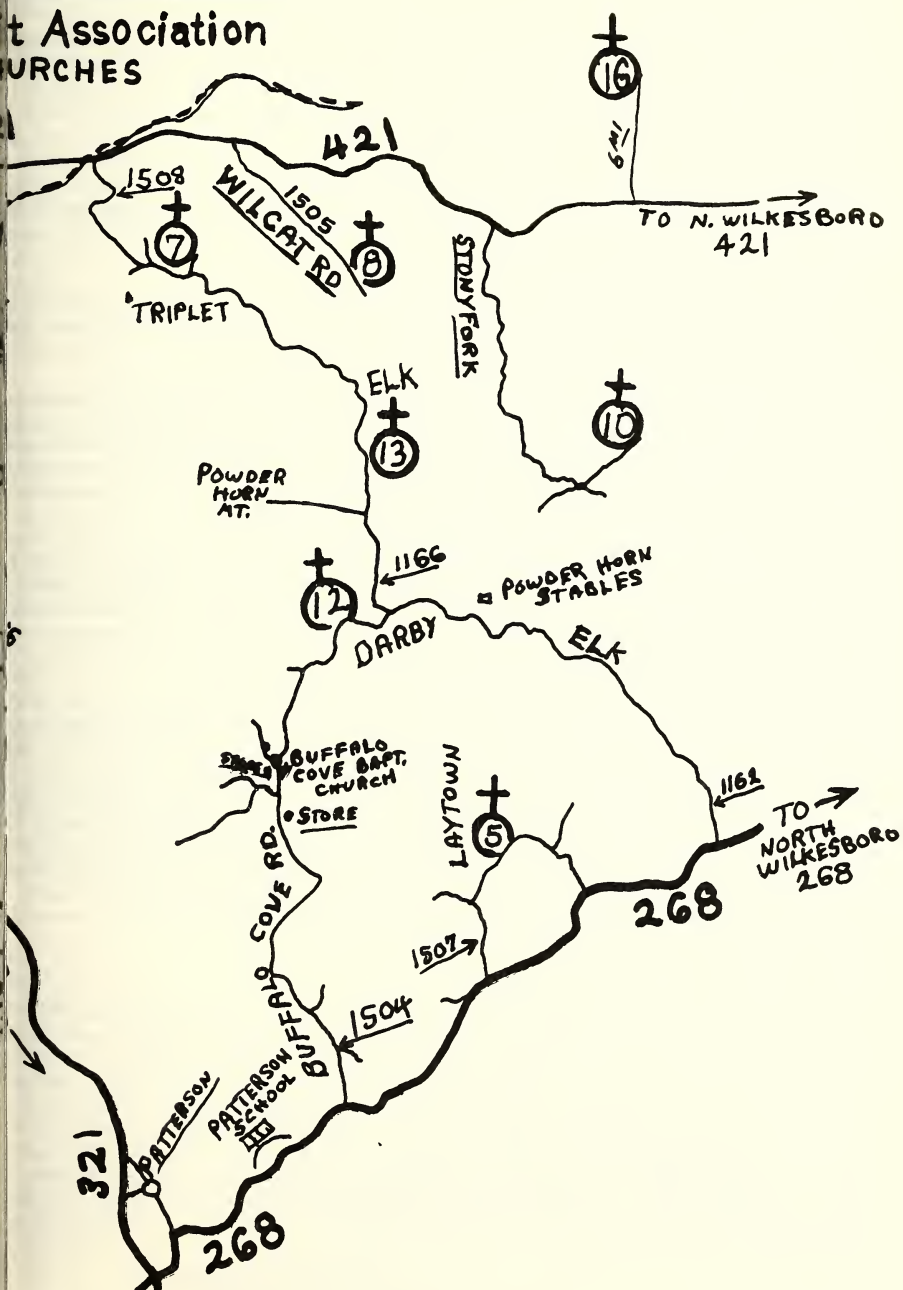 t Association
URCHES
16
6 MI
421
1508
1505
WILCAT RD
7
8
TO N. WILKESBORO
421
STONY FORK
TRIPLET
ELK
13
10
POWDER
HORN
MT.
1166
12
POWDER HORN
STABLES
DARBY
ELK
BUFFALO
COVE BAPT.
CHURCH
STORE
LAYTOWN
5
1162
TO
NORTH
WILKESBORO
268
268
BUFFALO COVE RD.
1507
1504
PATTERSON
SCHOOL
PATTERSON
321
268